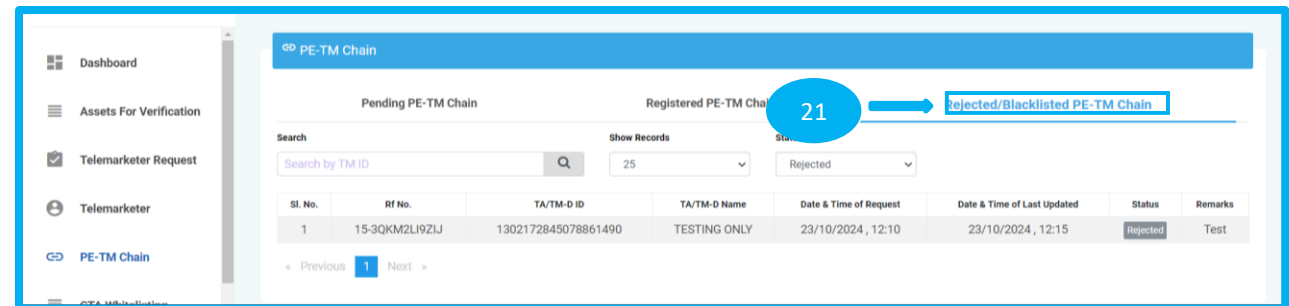 PE-TM Chain
Dashboard
Assets For Verification
Telemarketer Request
Telemarketer
PE-TM Chain
Pending PE-TM Chain
Registered PE-TM Chai
21
Rejected/Blacklisted PE-TM Chain
Search
Show Records
Search by TM ID
25
Rejected
Sl. No. Rf No. TA/TM-D ID TA/TM-D Name Date & Time of Request Date & Time of Last Updated Status Remarks
1 15-3QKM2LI9ZIJ 1302172845078861490 TESTING ONLY 23/10/2024 , 12:10 23/10/2024 , 12:15 Rejected Test
« Previous 1 Next »